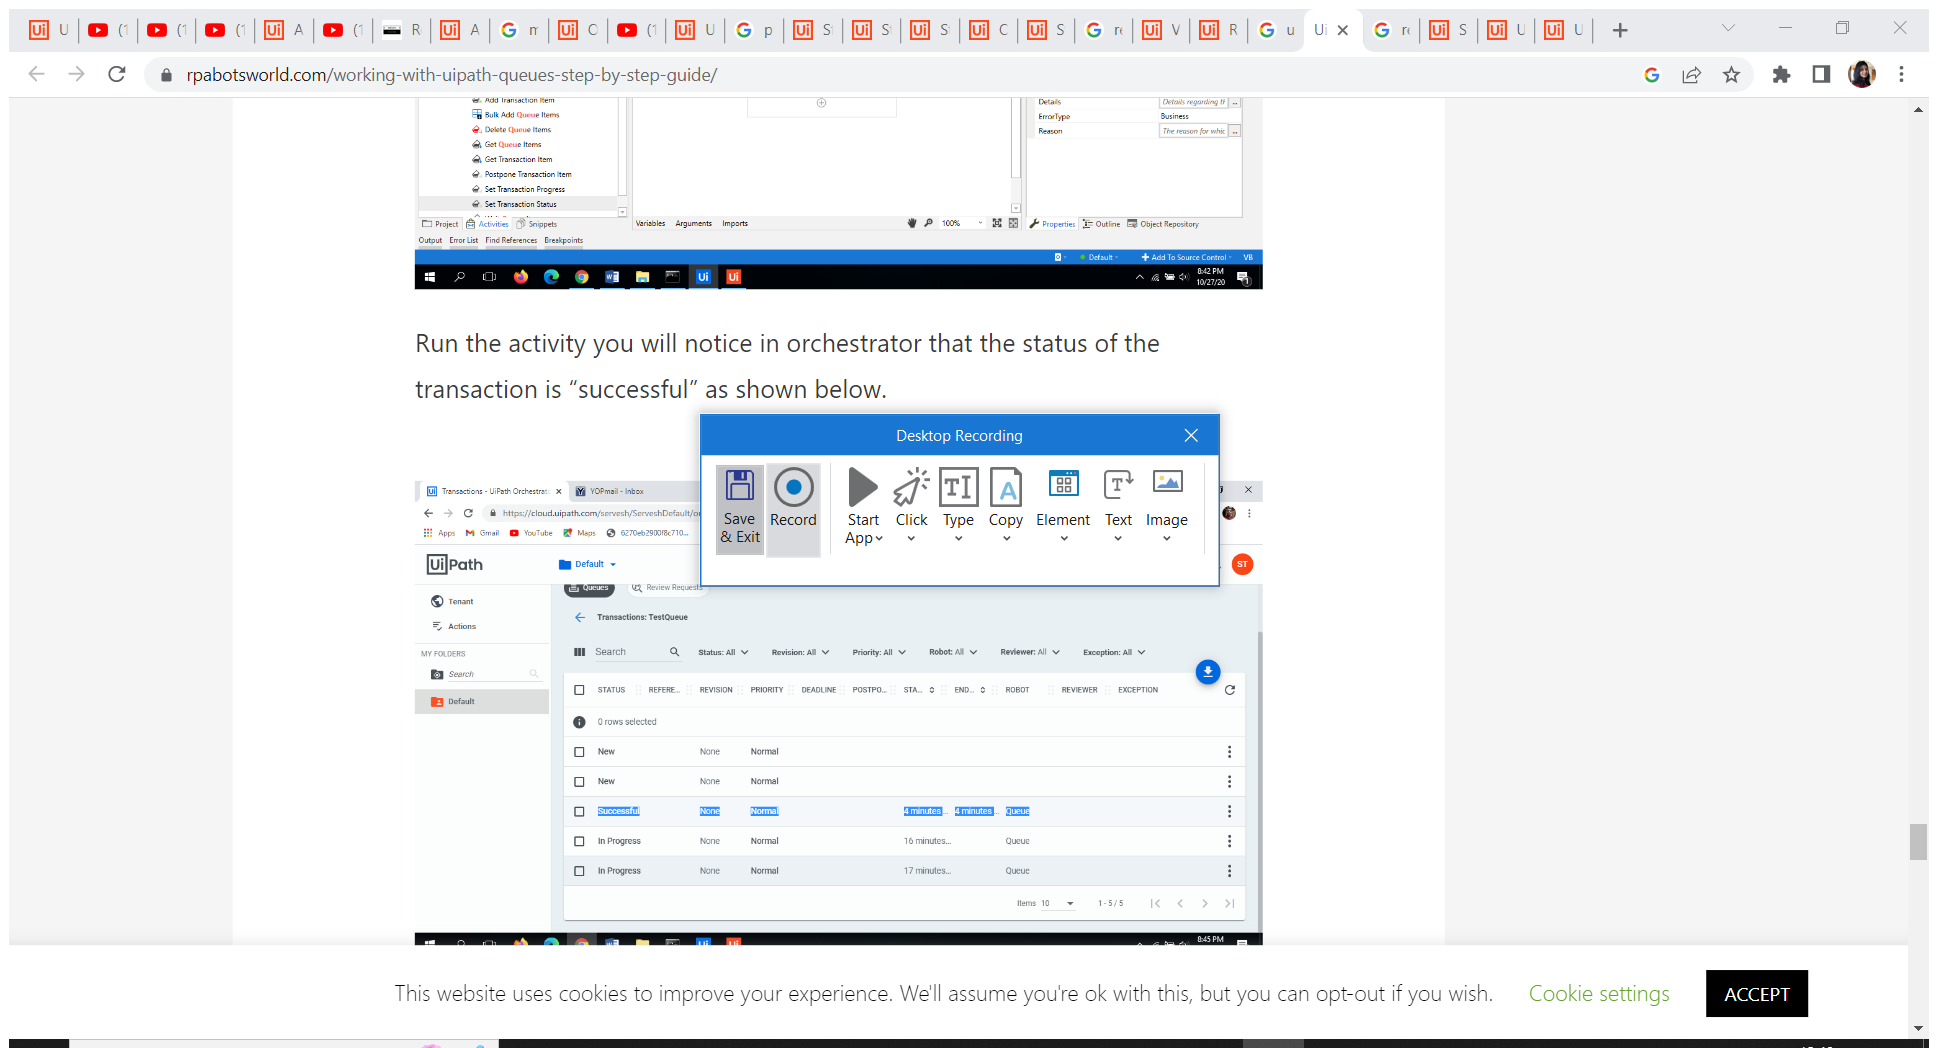 U
(1
(1
(1
A
(1
R
A
m
O
(1
U
p
S
S
S
C
S
re
V
R
u
Ui
re
S
U
U
rpabotsworld.com/working-with-uipath-queues-step-by-step-guide/
Add Transaction Item
Bulk Add Queue Items
Delete Queue Items
Get Queue Items
Get Transaction Item
Postpone Transaction Item
Set Transaction Progress
Set Transaction Status
Details
Details regarding th
ErrorType
Business
Reason
The reason for whic
Project Activities Snippets
Variables Arguments Imports
100%
Properties Outline Object Repository
Output Error List Find References Breakpoints
Default
Add To Source Control
VB
8:42 PM
10/27/20
Run the activity you will notice in orchestrator that the status of the
transaction is “successful” as shown below.
Desktop Recording
Save
& Exit
Record
Start
App
Click
Type
Copy
Element
Text
Image
Transactions - UiPath Orchestrat
YOPmail - Inbox
https://cloud.uipath.com/servesh/ServeshDefault/or
Apps Gmail YouTube Maps 6270eb2900f8c710...
UiPath
Default
ST
Tenant
Actions
MY FOLDERS
Search
Default
Queues
Review Requests
Transactions: TestQueue
Search
Status: All
Revision: All
Priority: All
Robot: All
Reviewer: All
Exception: All
STATUS REFERE... REVISION PRIORITY DEADLINE POSTPO... STA... END... ROBOT REVIEWER EXCEPTION
0 rows selected
New None Normal
New None Normal
Successful None Normal 4 minutes... 4 minutes... Queue
In Progress None Normal 16 minutes... Queue
In Progress None Normal 17 minutes... Queue
Items 10 1 - 5 / 5
8:45 PM
This website uses cookies to improve your experience. We'll assume you're ok with this, but you can opt-out if you wish.
Cookie settings
ACCEPT